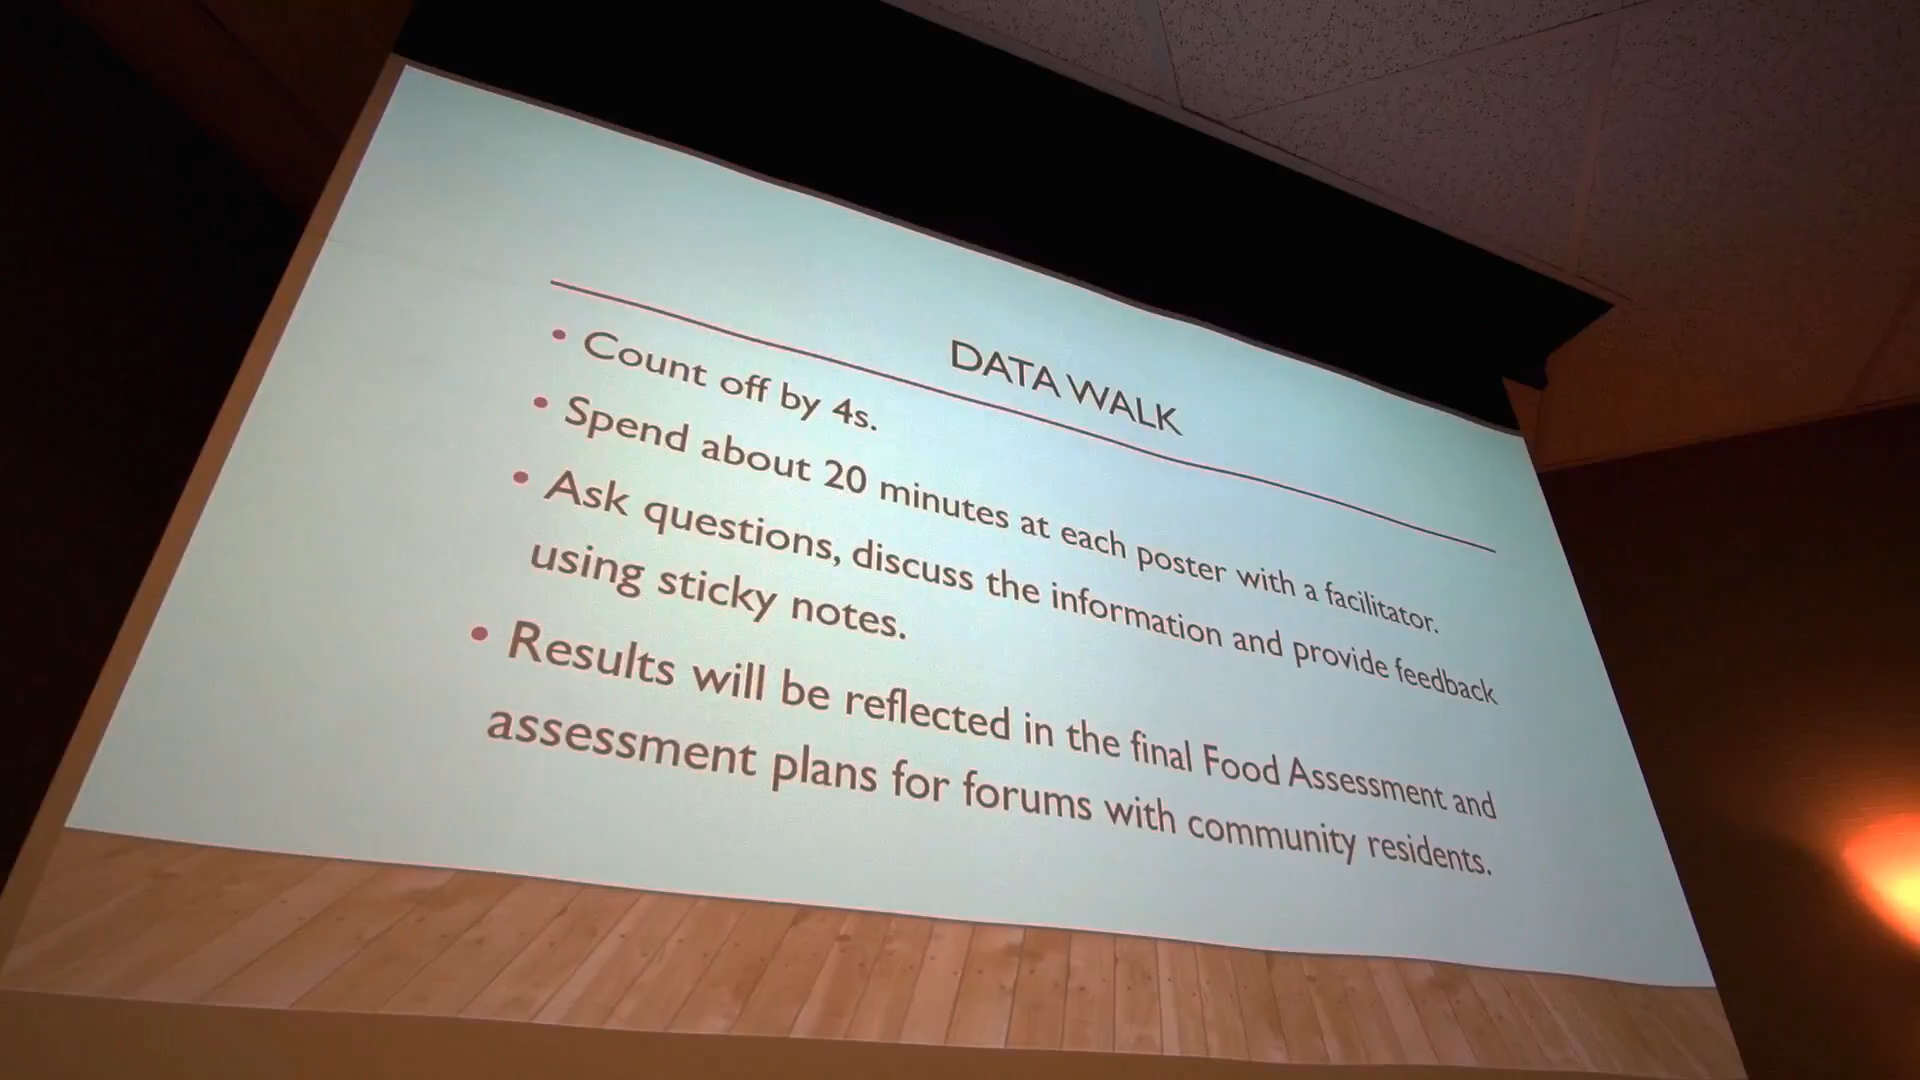 DATA WALK
• Count off by 4s.
• Spend about 20 minutes at each poster with a facilitator.
• Ask questions, discuss the information and provide feedback
using sticky notes.
• Results will be reflected in the final Food Assessment and
assessment plans for forums with community residents.